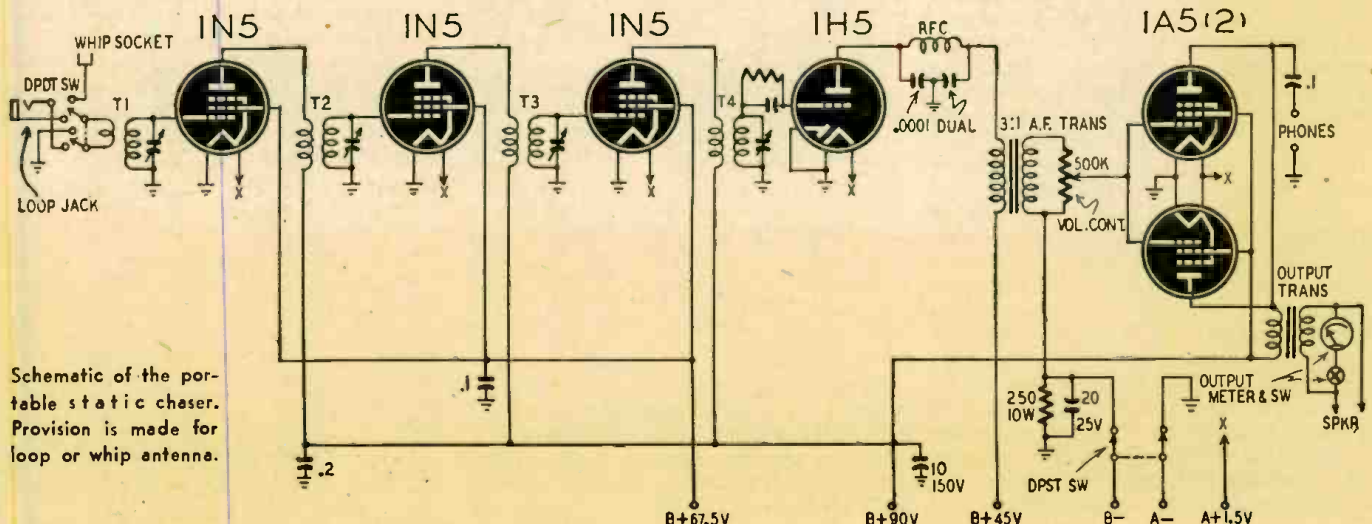 1N5
1N5
1N5
1H5
1A5(2)
WHIP SOCKET
DPDT SW
LOOP JACK
T1
T2
T3
T4
X
X
X
X
X
RFC
.0001 DUAL
3:1 A.F. TRANS
500K
VOL. CONT
.1
PHONES
OUTPUT
TRANS
OUTPUT
METER & SW
SPKR
Schematic of the por-
table static chaser.
Provision is made for
loop or whip antenna.
.2
.1
10
150V
250
10W
20
25V
DPST SW
X
B+67.5V
B+90V
B+45V
B-
A-
A+1.5V